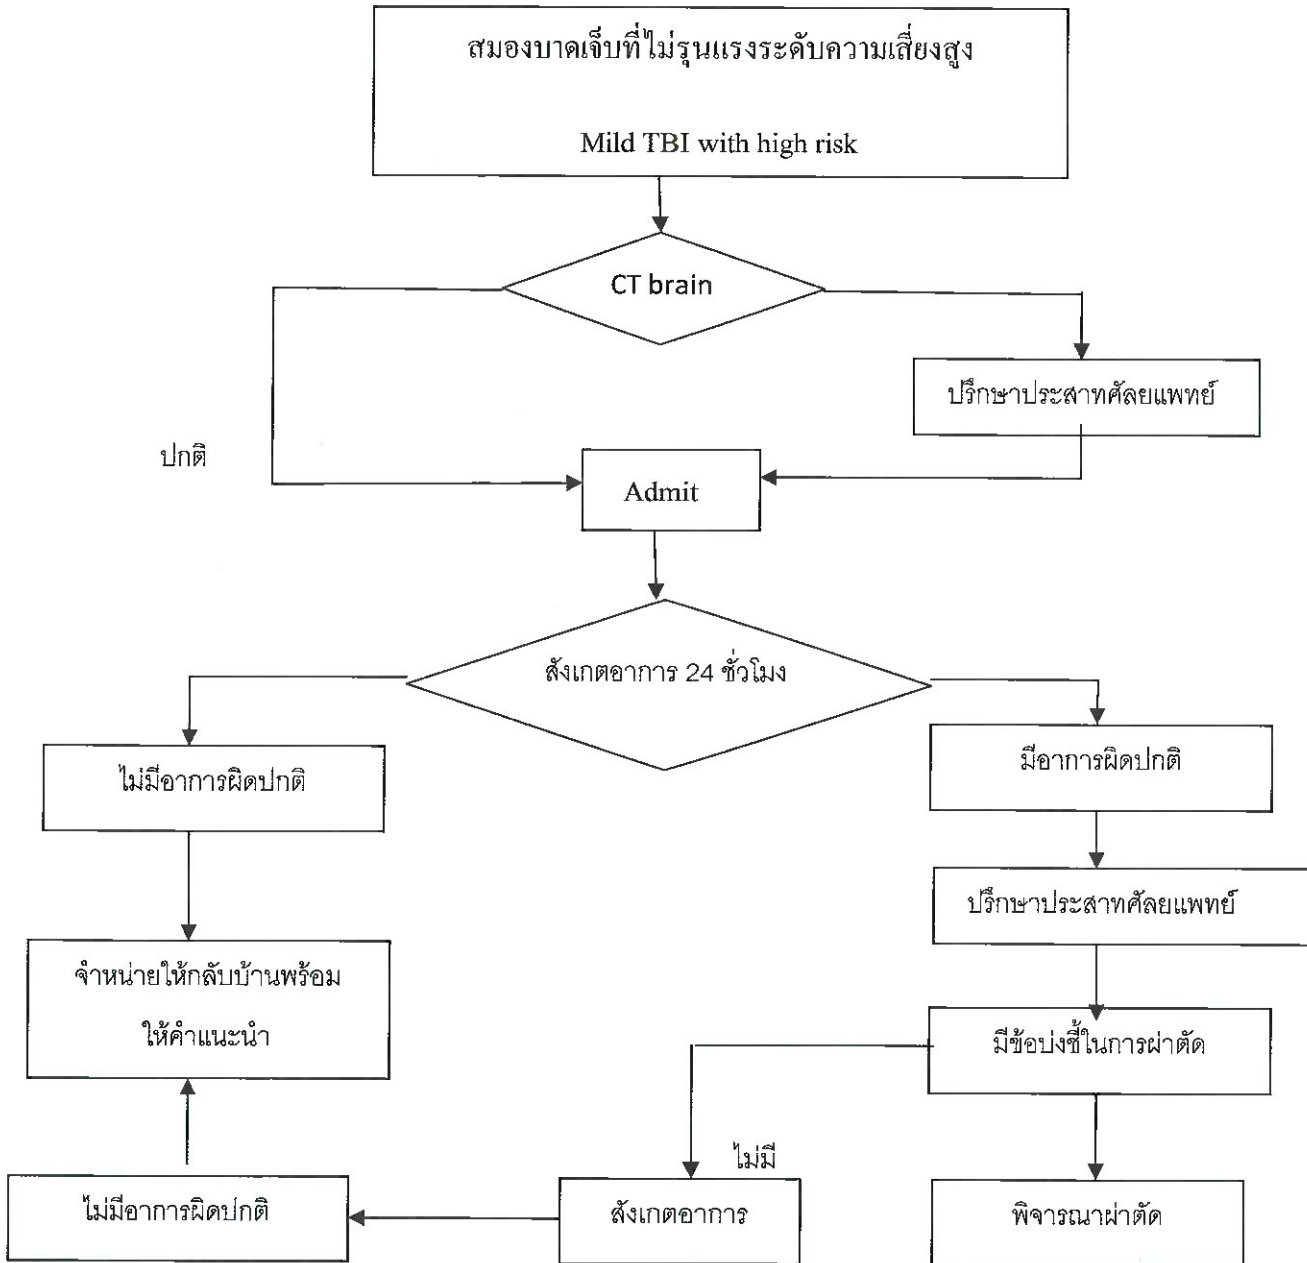 สมองบาดเจ็บที่ไม่รุนแรงระดับความเสี่ยงสูง
Mild TBI with high risk
CT brain
ปรึกษาประสาทศัลยแพทย์
ปกติ
Admit
สังเกตอาการ 24 ชั่วโมง
ไม่มีอาการผิดปกติ
มีอาการผิดปกติ
ปรึกษาประสาทศัลยแพทย์
จำหน่ายให้กลับบ้านพร้อม
ให้คำแนะนำ
มีข้อบ่งชี้ในการผ่าตัด
ไม่มี
ไม่มีอาการผิดปกติ
สังเกตอาการ
พิจารณาผ่าตัด